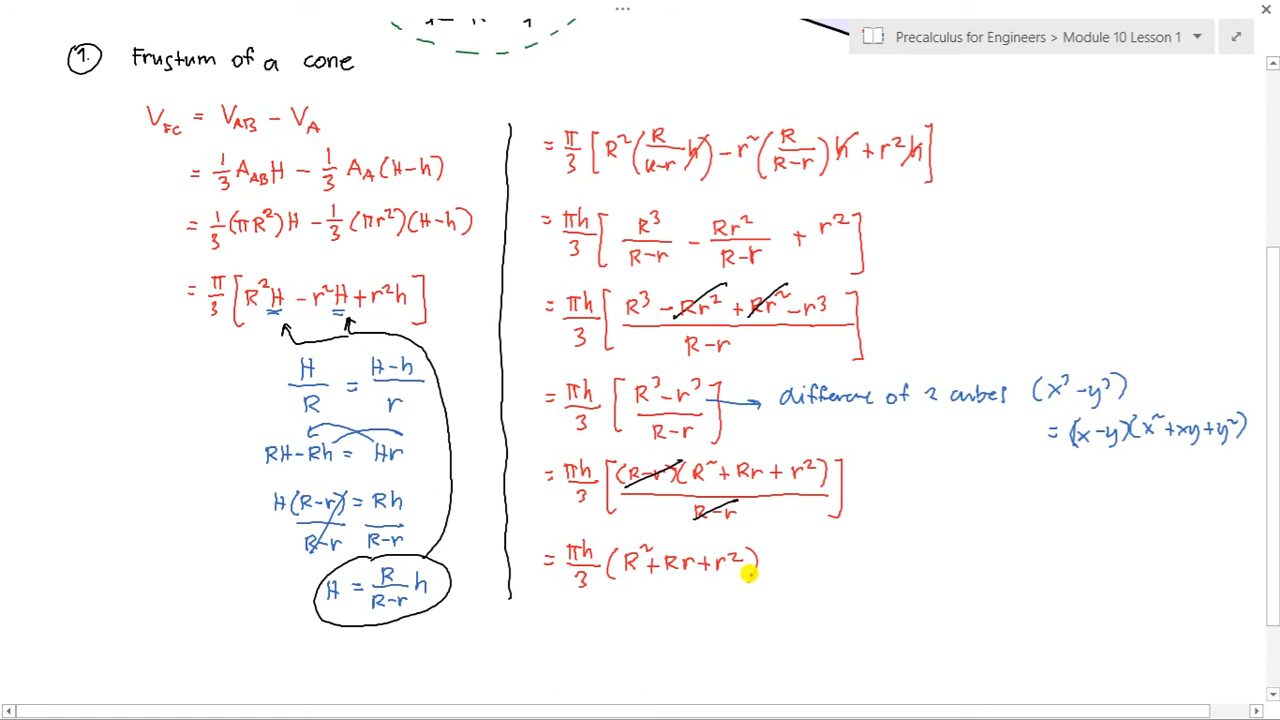 Precalculus for Engineers > Module 10 Lesson 1
1. Frustum of a cone
V_FC = V_AB − V_A
= 1/3 A_AB H − 1/3 A_A (H−h)
= 1/3 (πR²)H − 1/3 (πr²)(H−h)
= π/3 [R²H − r²H + r²h]
H/R = (H−h)/r
RH−Rh = Hr
H(R−r)/(R−r) = Rh/(R−r)
H = R/(R−r) h
= π/3 [R² (R/(R−r) h) − r² (R/(R−r)) h + r²h]
= πh/3 [R³/(R−r) − Rr²/(R−r) + r²]
= πh/3 [(R³ − Rr² + Rr² − r³)/(R−r)]
= πh/3 [(R³−r³)/(R−r)] → difference of 2 cubes (x³−y³)
= (x−y)(x²+xy+y²)
= πh/3 [(R−r)(R²+Rr+r²)/(R−r)]
= πh/3 (R²+Rr+r²)